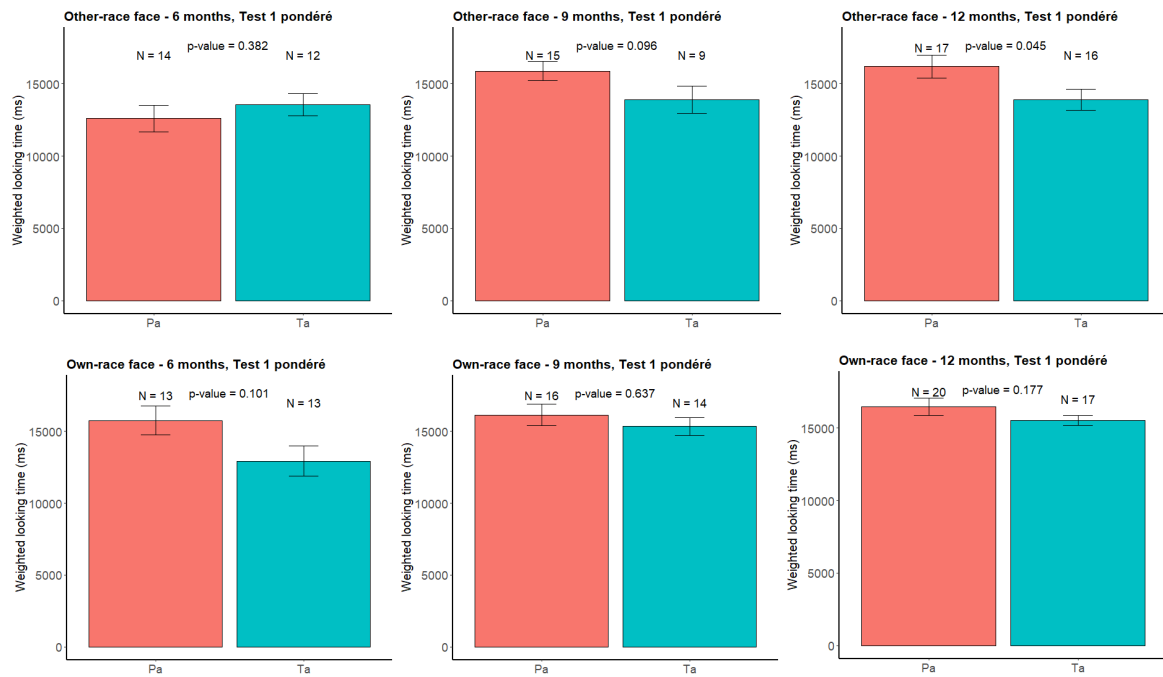 Other-race face - 6 months, Test 1 pondéré
p-value = 0.382
N = 14
N = 12
Weighted looking time (ms)
15000
10000
5000
0
Pa
Ta
Other-race face - 9 months, Test 1 pondéré
p-value = 0.096
N = 15
N = 9
Weighted looking time (ms)
15000
10000
5000
0
Pa
Ta
Other-race face - 12 months, Test 1 pondéré
p-value = 0.045
N = 17
N = 16
Weighted looking time (ms)
15000
10000
5000
0
Pa
Ta
Own-race face - 6 months, Test 1 pondéré
N = 13
p-value = 0.101
N = 13
Weighted looking time (ms)
15000
10000
5000
0
Pa
Ta
Own-race face - 9 months, Test 1 pondéré
N = 16
p-value = 0.637
N = 14
Weighted looking time (ms)
15000
10000
5000
0
Pa
Ta
Own-race face - 12 months, Test 1 pondéré
N = 20
p-value = 0.177
N = 17
Weighted looking time (ms)
15000
10000
5000
0
Pa
Ta